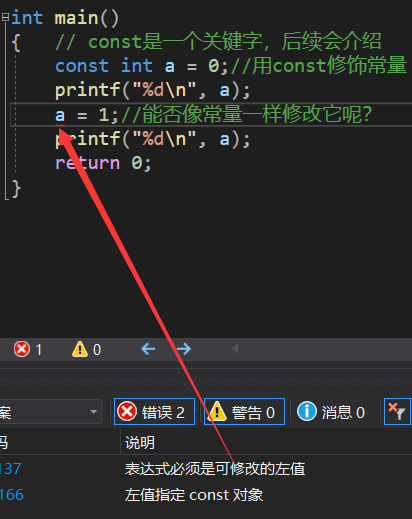 int main()
{ // const是一个关键字，后续会介绍
const int a = 0;//用const修饰常量
printf("%d\n", a);
a = 1;//能否像常量一样修改它呢?
printf("%d\n", a);
return 0;
}
1 0
案 错误 2 警告 0 消息 0
码 说明
137 表达式必须是可修改的左值
166 左值指定 const 对象